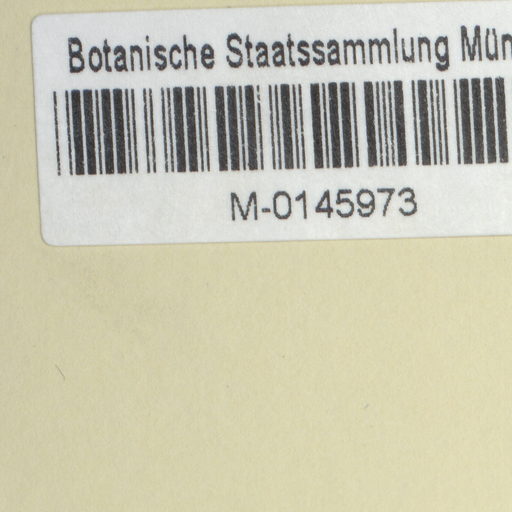 Botanische Staatssammlung Mün
M-0145973